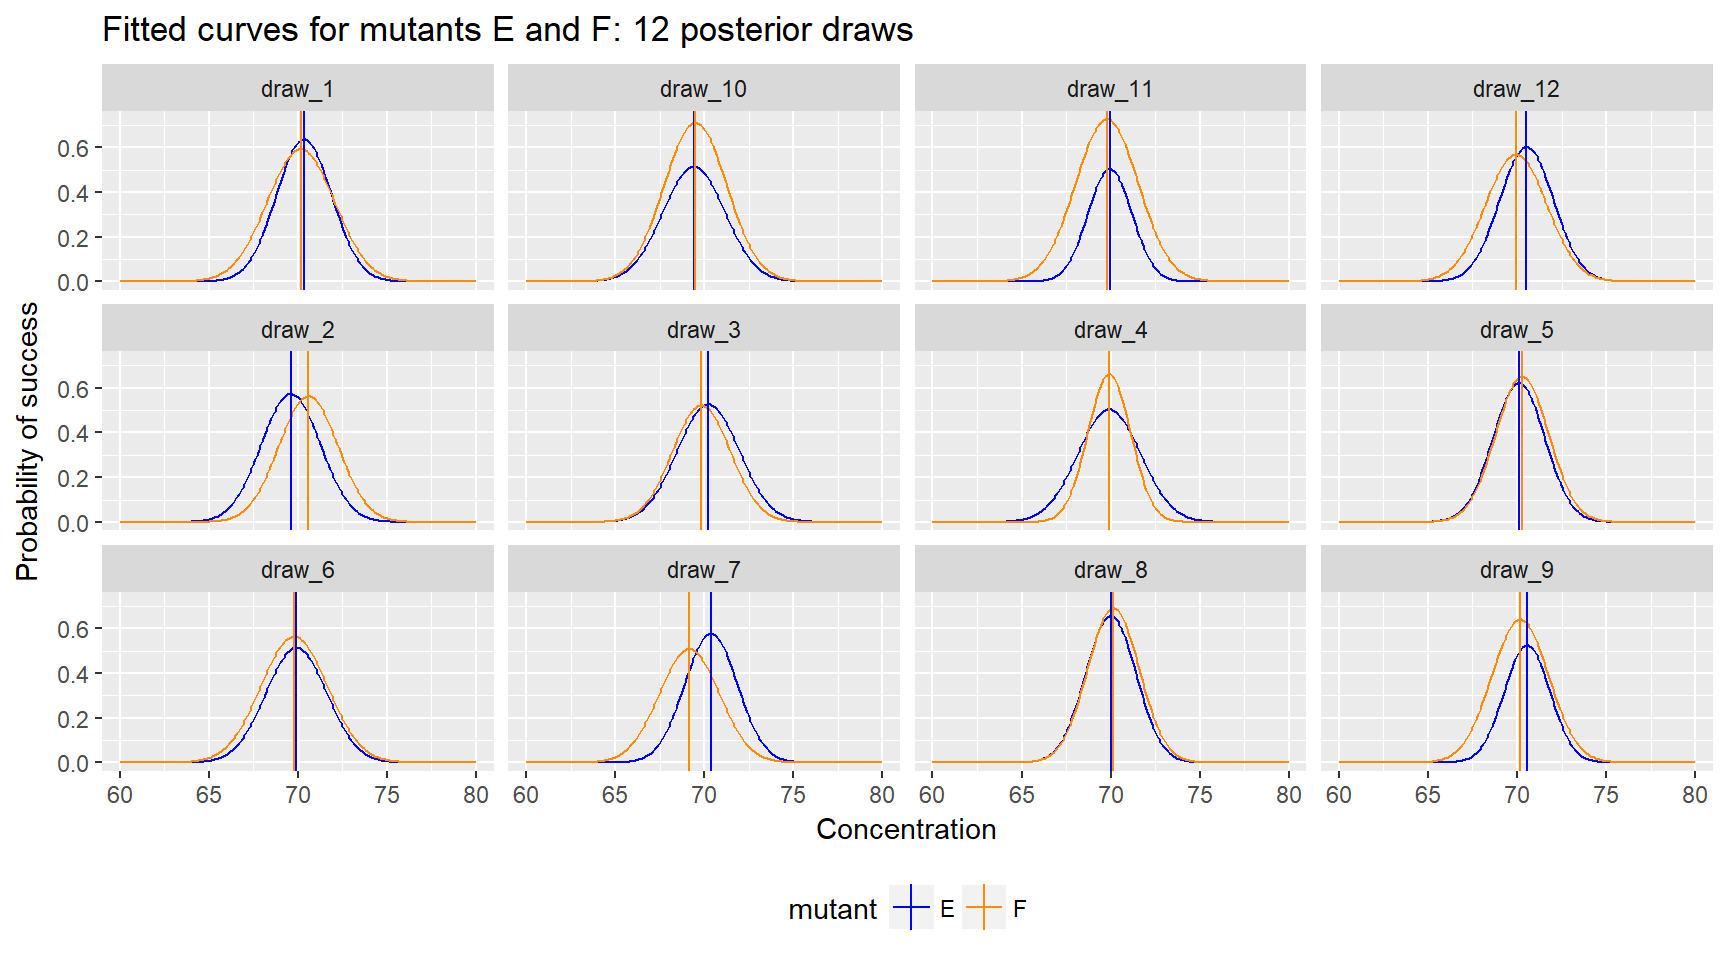 Fitted curves for mutants E and F: 12 posterior draws
draw_1 draw_10 draw_11 draw_12
0.6
0.4
0.2
0.0
draw_2 draw_3 draw_4 draw_5
0.6
0.4
0.2
0.0
draw_6 draw_7 draw_8 draw_9
0.6
0.4
0.2
0.0
Probability of success
60 65 70 75 80 60 65 70 75 80 60 65 70 75 80 60 65 70 75 80
Concentration
mutant E F